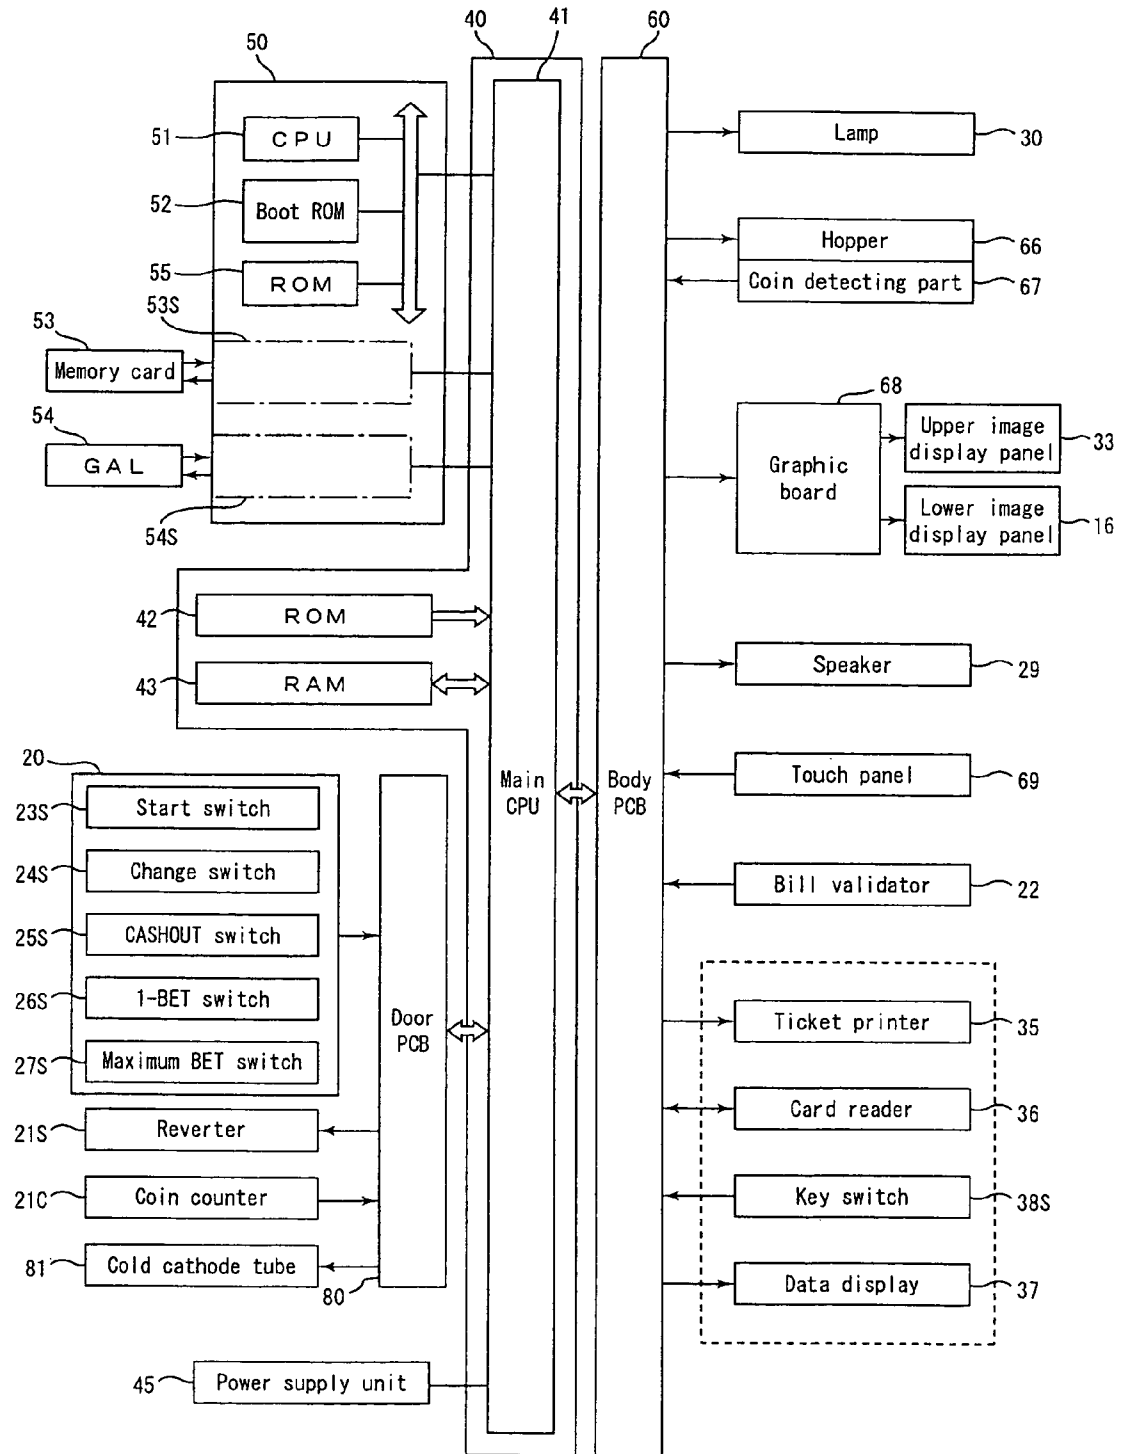 40
41
60
50
51
CPU
52
Boot ROM
55
ROM
53S
53
Memory card
54
GAL
54S
42
ROM
43
RAM
20
23S
Start switch
24S
Change switch
25S
CASHOUT switch
26S
1-BET switch
27S
Maximum BET switch
21S
Reverter
21C
Coin counter
81
Cold cathode tube
80
Door
PCB
45
Power supply unit
Main
CPU
Body
PCB
Lamp
30
Hopper
66
Coin detecting part
67
68
Graphic
board
Upper image
display panel
33
Lower image
display panel
16
Speaker
29
Touch panel
69
Bill validator
22
Ticket printer
35
Card reader
36
Key switch
38S
Data display
37